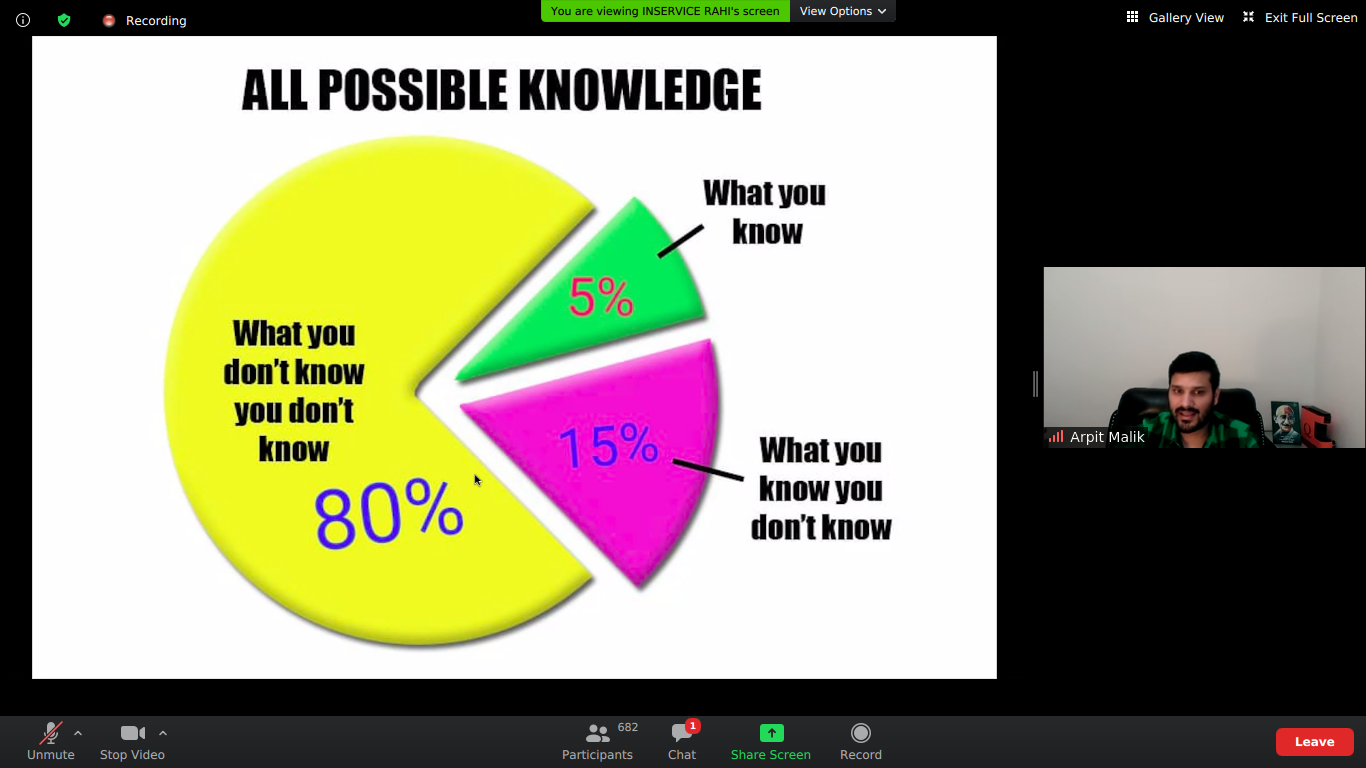 Recording
You are viewing INSERVICE RAHI's screen
View Options
Gallery View
Exit Full Screen
ALL POSSIBLE KNOWLEDGE
What you
know
5%
What you
don't know
you don't
know
80%
15%
What you
know you
don't know
Arpit Malik
Unmute
Stop Video
Participants
682
Chat
1
Share Screen
Record
Leave